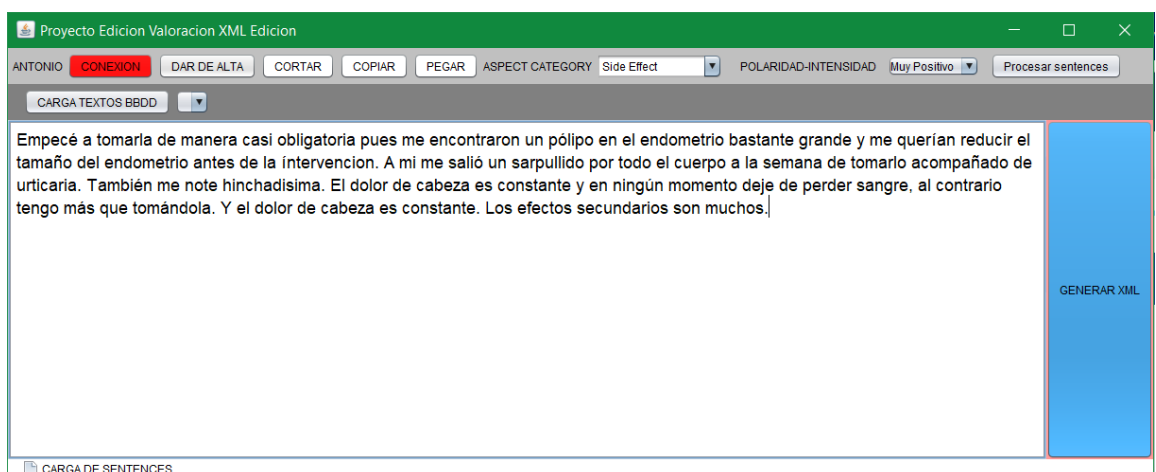 Proyecto Edicion Valoracion XML Edicion
ANTONIO CONEXION DAR DE ALTA CORTAR COPIAR PEGAR ASPECT CATEGORY Side Effect POLARIDAD-INTENSIDAD Muy Positivo Procesar sentences
CARGA TEXTOS BBDD
Empecé a tomarla de manera casi obligatoria pues me encontraron un pólipo en el endometrio bastante grande y me querían reducir el
tamaño del endometrio antes de la íntervencion. A mi me salió un sarpullido por todo el cuerpo a la semana de tomarlo acompañado de
urticaria. También me note hinchadisima. El dolor de cabeza es constante y en ningún momento deje de perder sangre, al contrario
tengo más que tomándola. Y el dolor de cabeza es constante. Los efectos secundarios son muchos.
GENERAR XML
CARGA DE SENTENCES